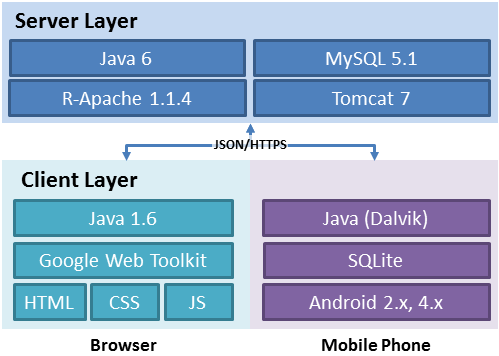 Server Layer
Java 6
MySQL 5.1
R-Apache 1.1.4
Tomcat 7
JSON/HTTPS
Client Layer
Java 1.6
Java (Dalvik)
Google Web Toolkit
SQLite
HTML
CSS
JS
Android 2.x, 4.x
Browser
Mobile Phone